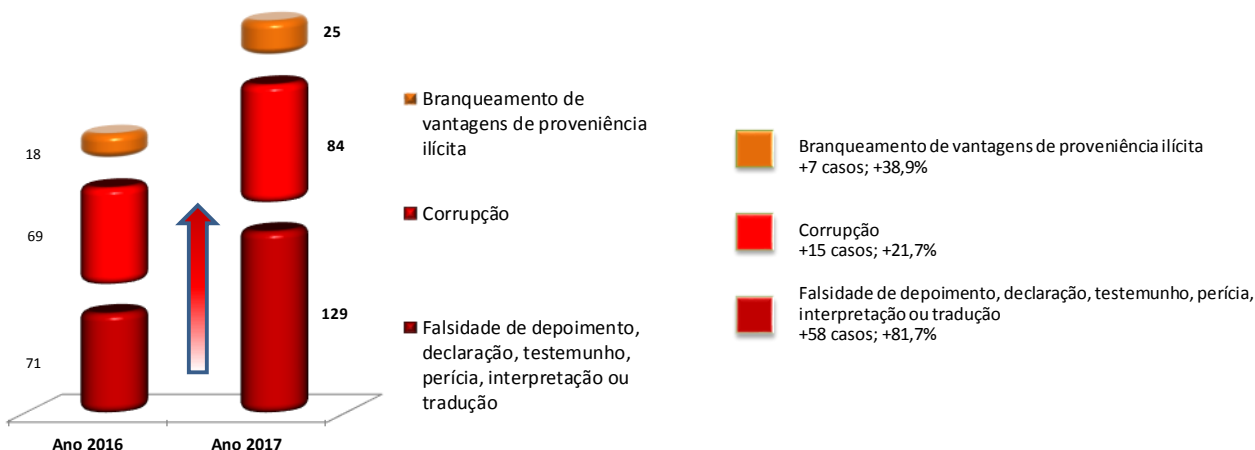 25
84
129
18
69
71
Ano 2016
Ano 2017
Branqueamento de
vantagens de proveniência
ilícita
Corrupção
Falsidade de depoimento,
declaração, testemunho,
perícia, interpretação ou
tradução
Branqueamento de vantagens de proveniência ilícita
+7 casos; +38,9%
Corrupção
+15 casos; +21,7%
Falsidade de depoimento, declaração, testemunho, perícia,
interpretação ou tradução
+58 casos; +81,7%